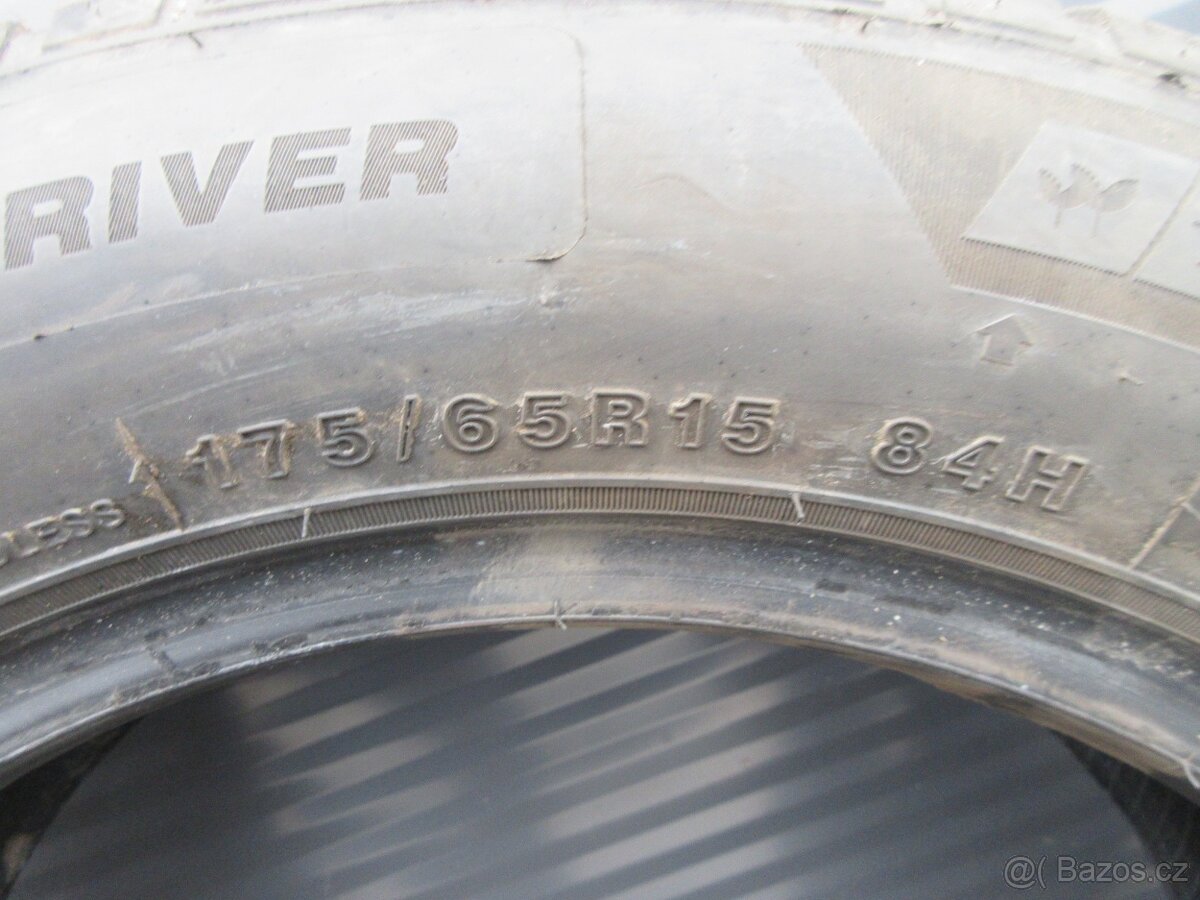 RIVER
175/65R15 84H
LESS
@( Bazos.cz